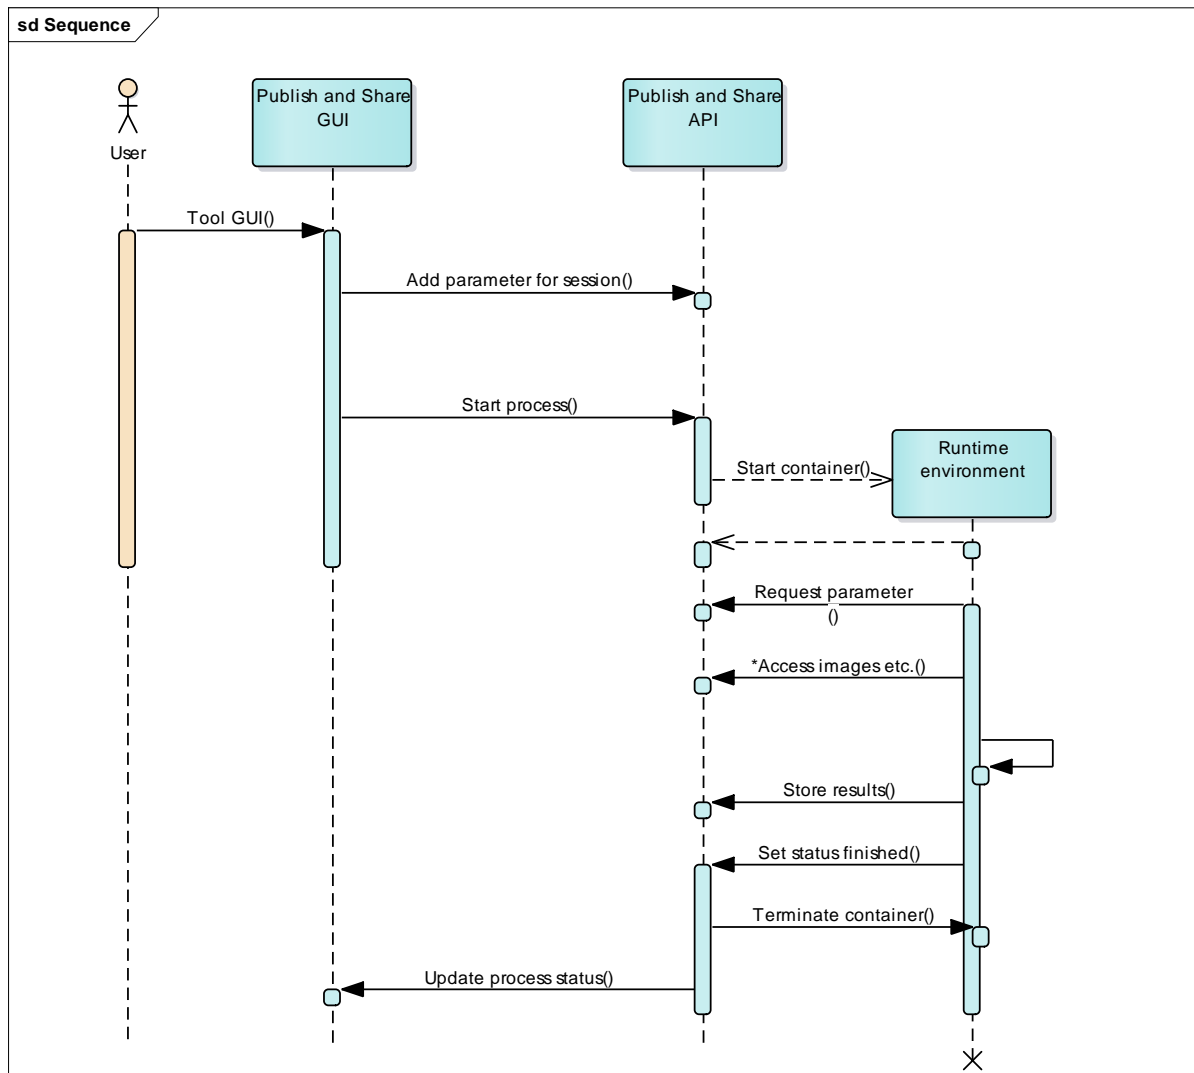 sd Sequence
Publish and Share
GUI
Publish and Share
API
User
Tool GUI()
Add parameter for session()
Start process()
Runtime
environment
Start container()
Request parameter
()
*Access images etc.()
Store results()
Set status finished()
Terminate container()
Update process status()